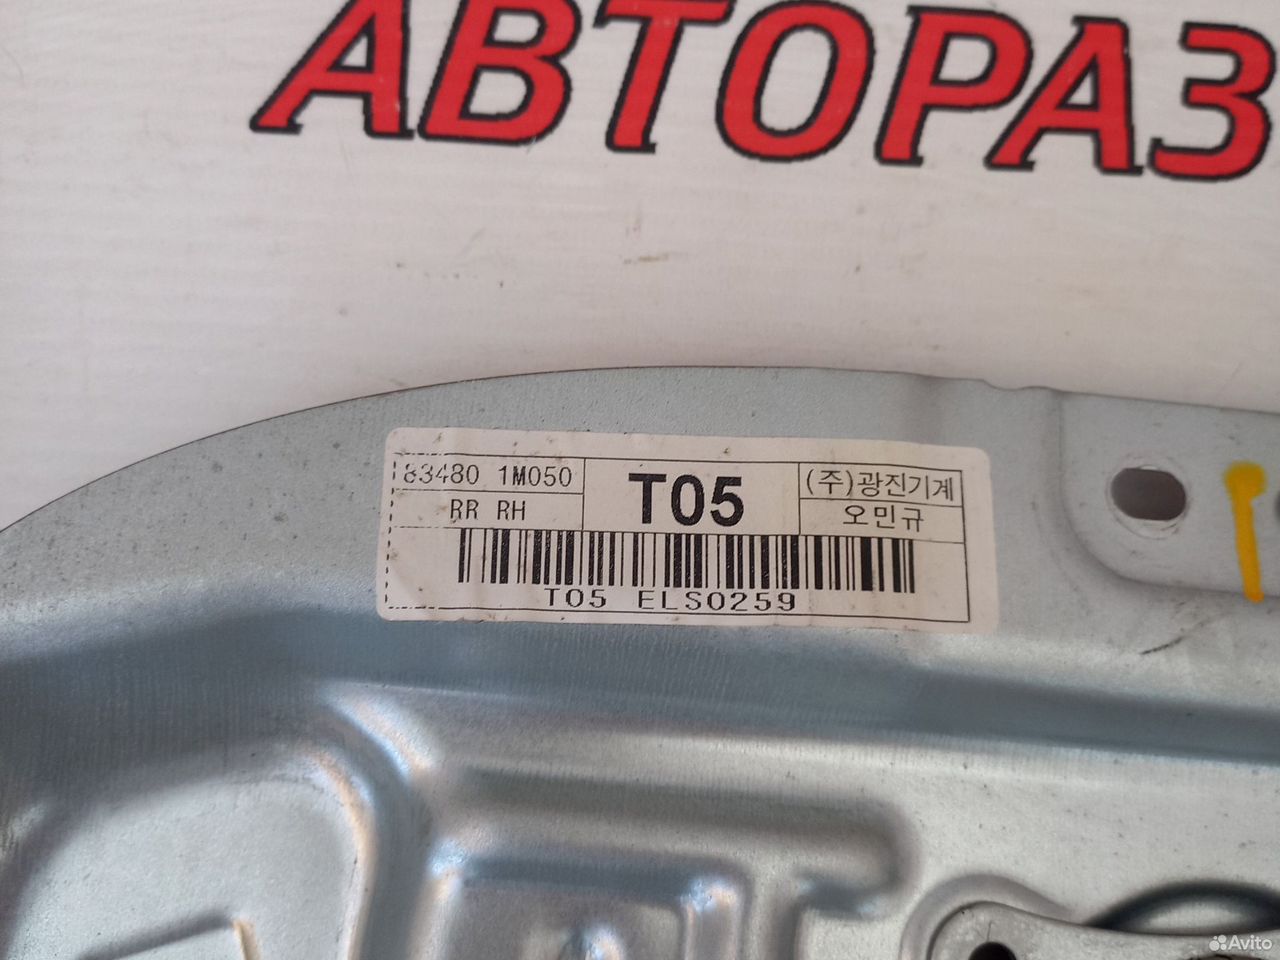 АВТОРАЗ
83480 1M050
RR RH
T05
(주)광진기계
오민규
T05 ELS0259
Avito